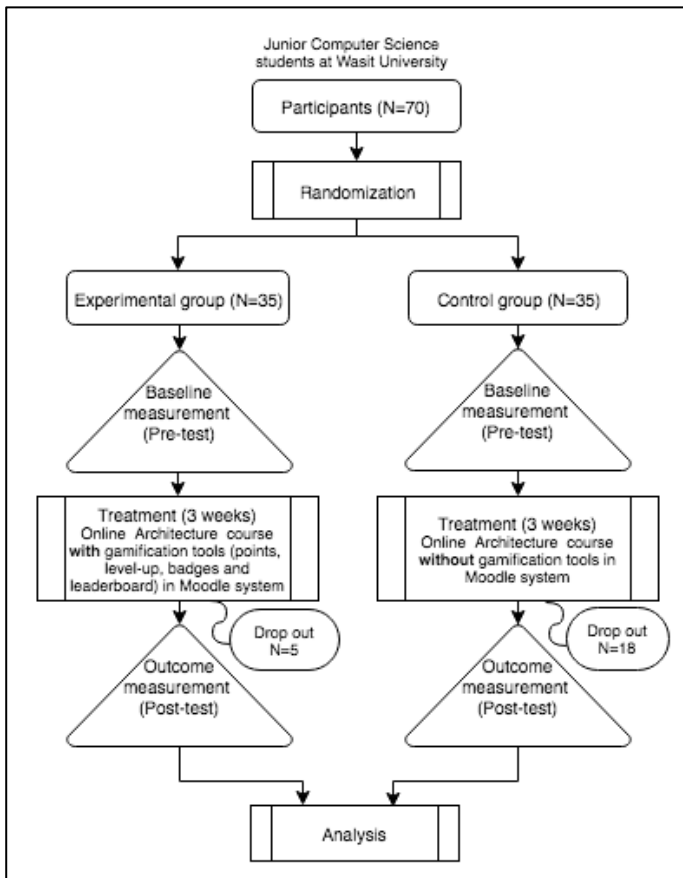 Junior Computer Science
students at Wasit University
Participants (N=70)
Randomization
Experimental group (N=35)
Control group (N=35)
Baseline
measurement
(Pre-test)
Baseline
measurement
(Pre-test)
Treatment (3 weeks)
Online Architecture course
with gamification tools (points,
level-up, badges and
leaderboard) in Moodle system
Treatment (3 weeks)
Online Architecture course
without gamification tools in
Moodle system
Drop out
N=5
Drop out
N=18
Outcome
measurement
(Post-test)
Outcome
measurement
(Post-test)
Analysis